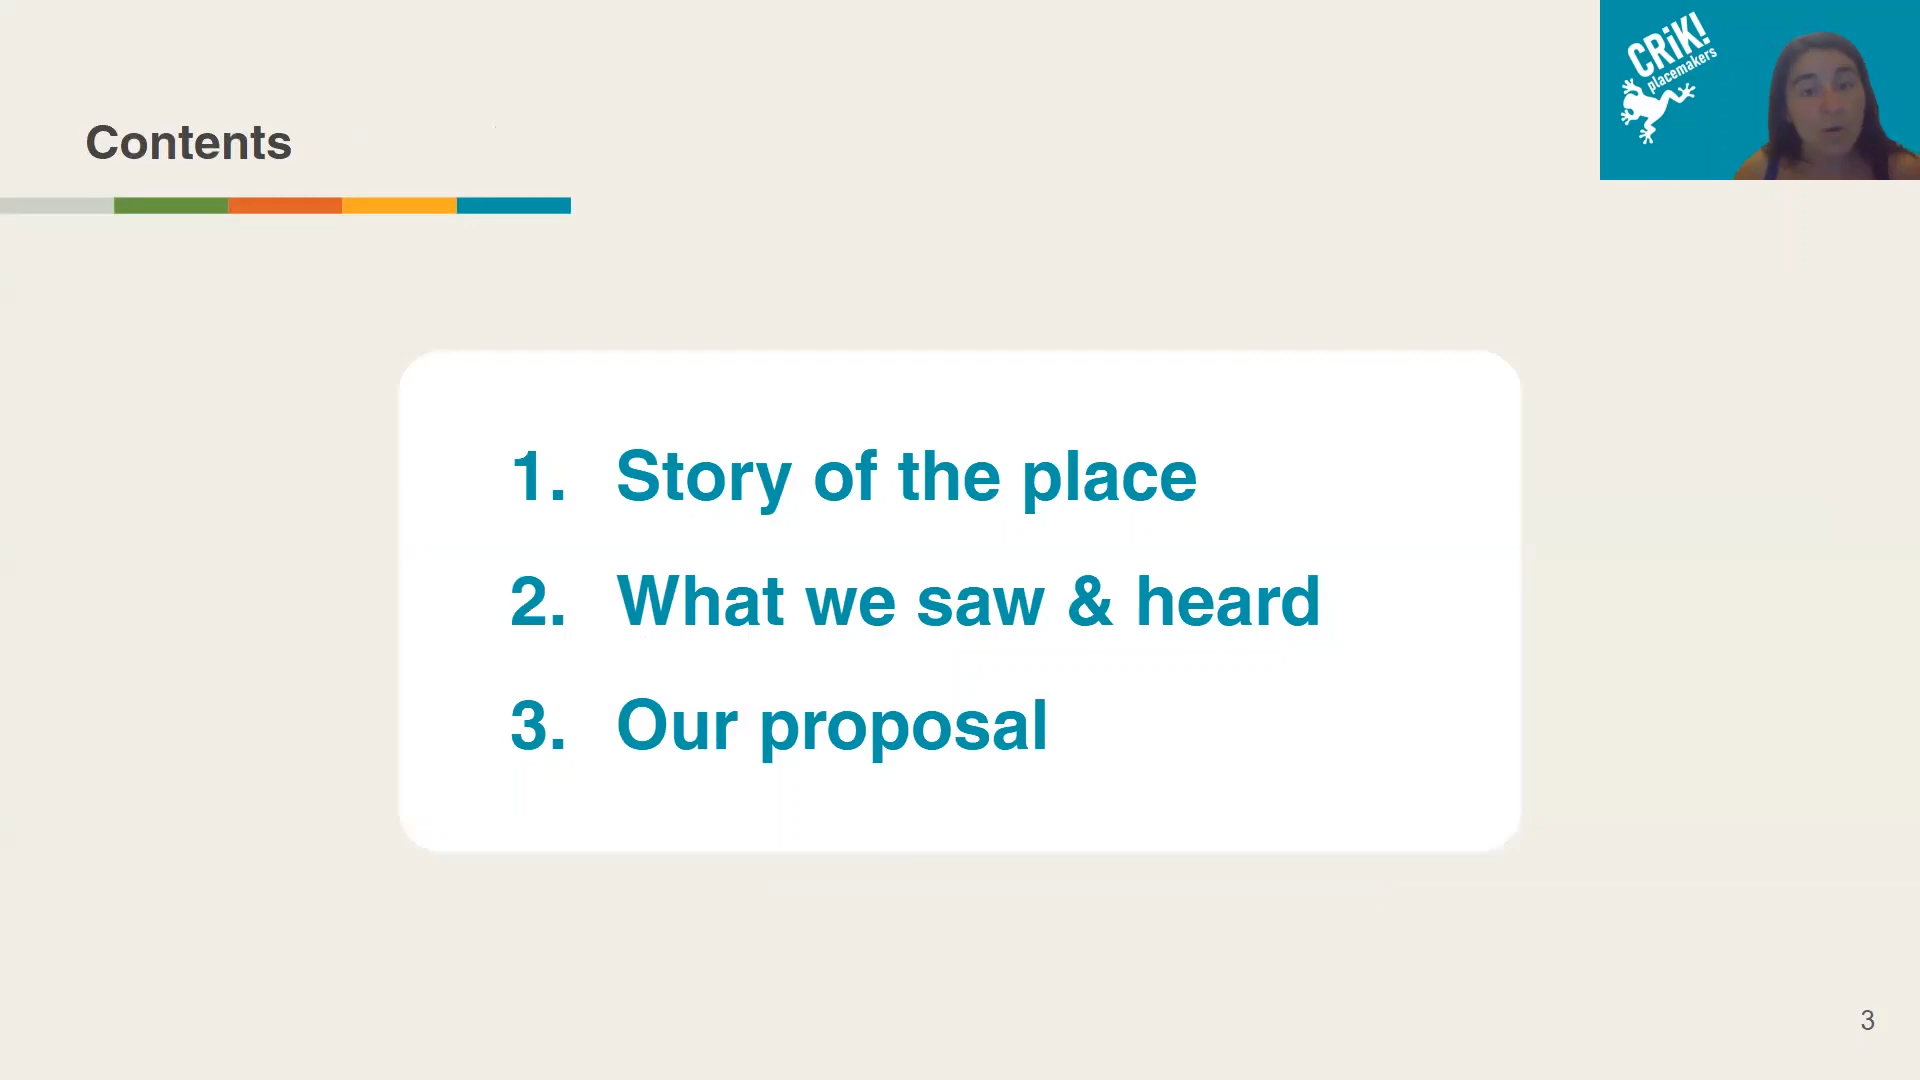 CRiK!
placemakers
Contents
1. Story of the place
2. What we saw & heard
3. Our proposal
3